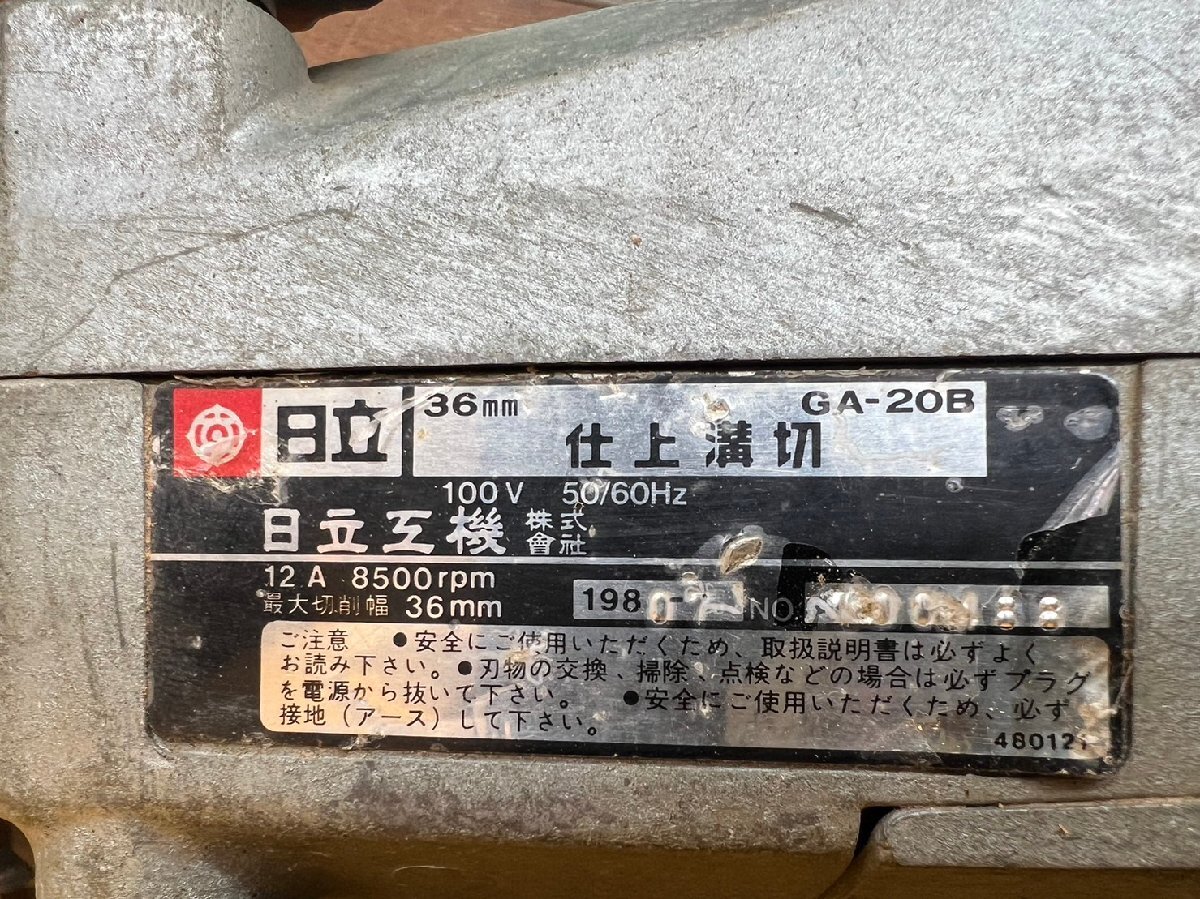 日立
36mm GA-20B
仕上溝切
100V 50/60Hz
日立工機 株式會社
12A 8500rpm
最大切削幅 36mm 198 NO.
ご注意 ●安全にご使用いただくため、取扱説明書は必ずよく
お読み下さい。●刃物の交換、掃除、点検などの場合は必ずプラグ
を電源から抜いて下さい。 ●安全にご使用いただくため、必ず
接地(アース)して下さい。
480121